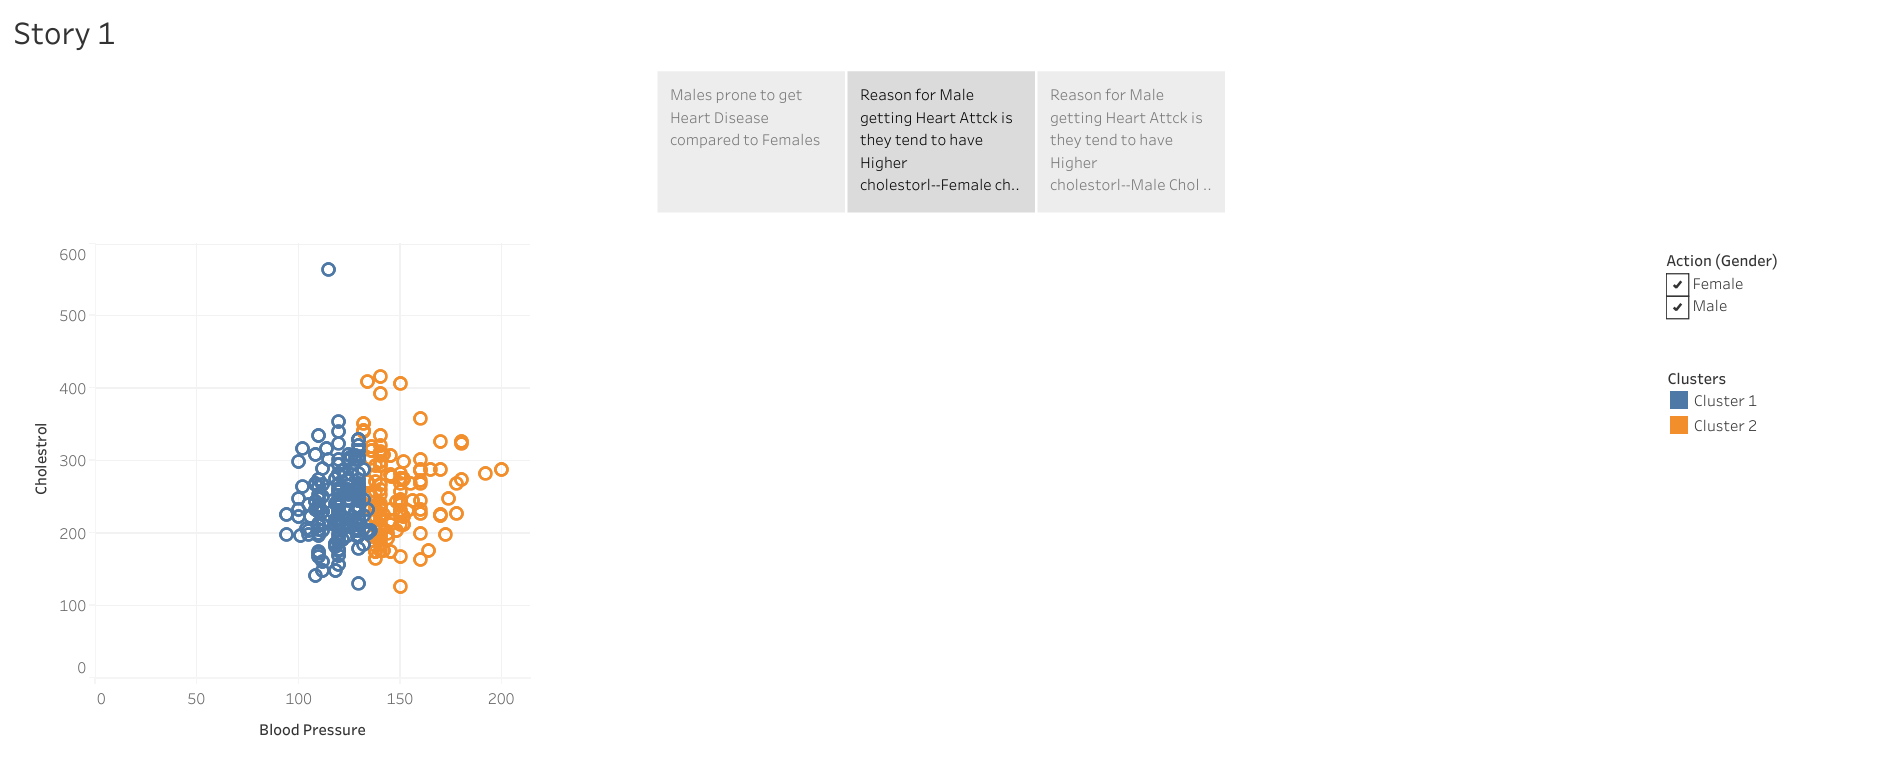 Story 1
Males prone to get
Heart Disease
compared to Females
Reason for Male
getting Heart Attck is
they tend to have
Higher
cholestorl--Female ch..
Reason for Male
getting Heart Attck is
they tend to have
Higher
cholestorl--Male Chol ..
600
500
400
300
200
100
0
Cholestrol
0
50
100
150
200
Blood Pressure
Action (Gender)
Female
Male
Clusters
Cluster 1
Cluster 2